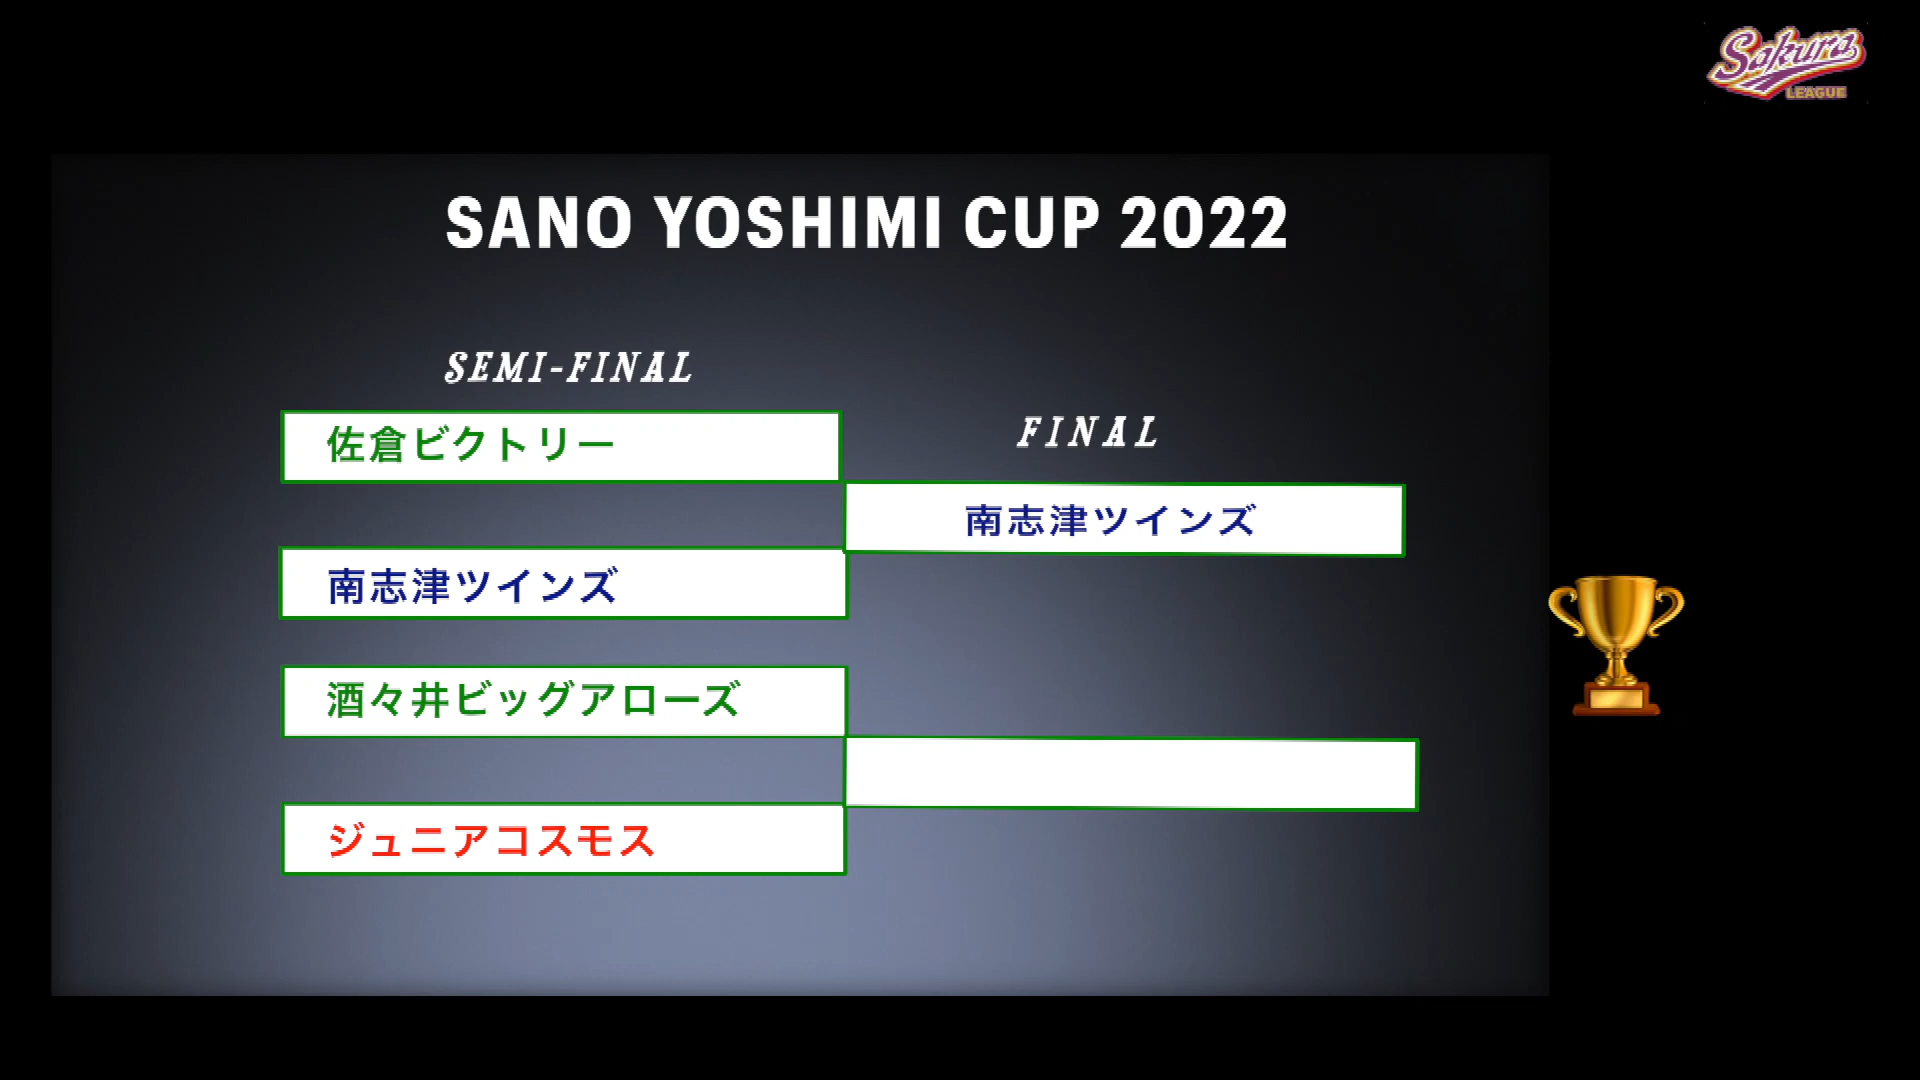 Sakura
LEAGUE
SANO YOSHIMI CUP 2022
SEMI-FINAL
FINAL
佐倉ビクトリー
南志津ツインズ
南志津ツインズ
酒々井ビッグアローズ
ジュニアコスモス